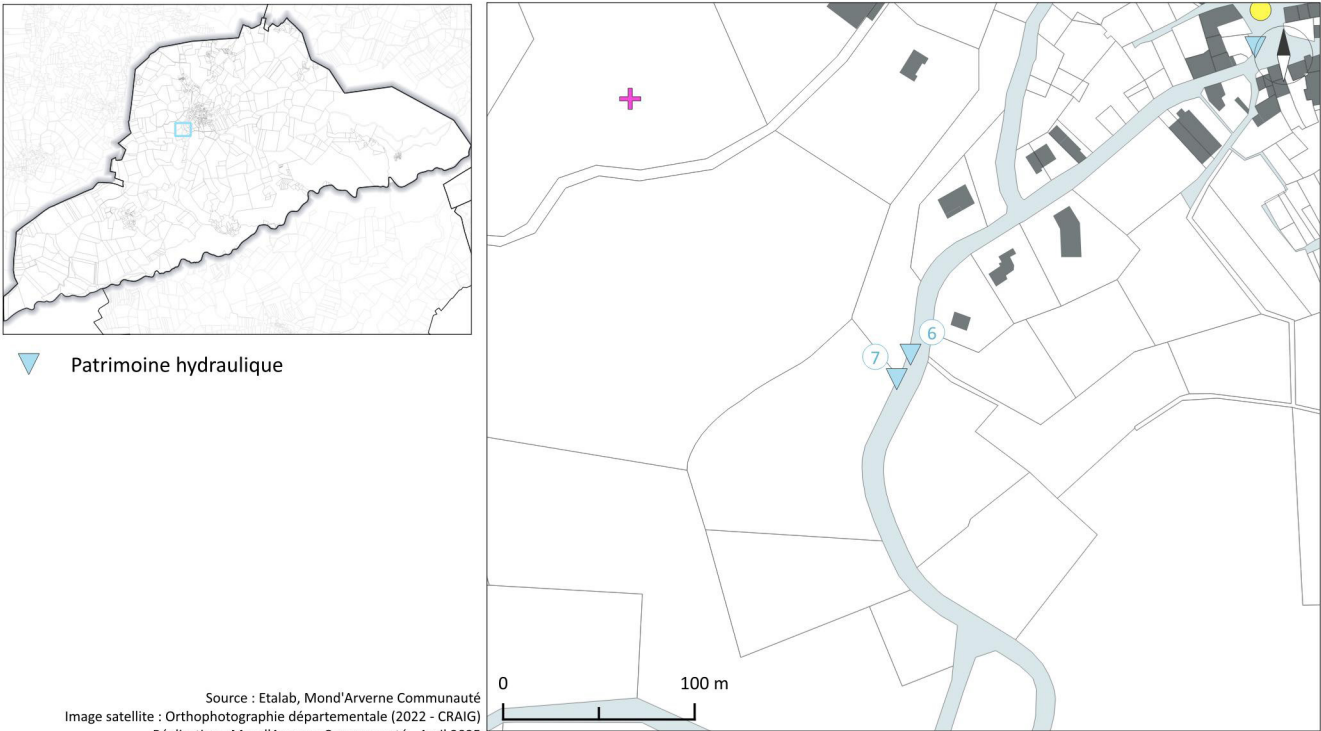 Patrimoine hydraulique
6
7
0 100 m
Source : Etalab, Mond'Arverne Communauté
Image satellite : Orthophotographie départementale (2022 - CRAIG)